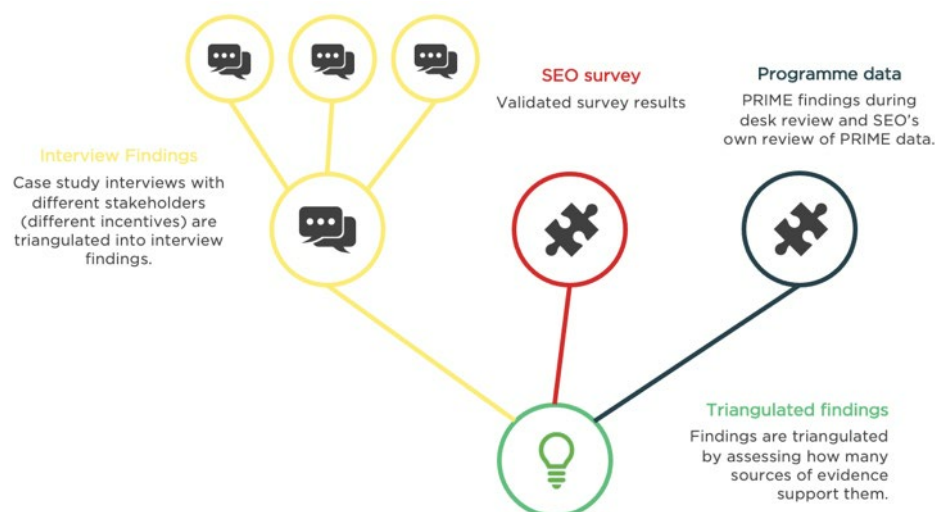 SEO survey
Validated survey results
Programme data
PRIME findings during
desk review and SEO's
own review of PRIME data.
Interview Findings
Case study interviews with
different stakeholders
(different incentives) are
triangulated into interview
findings.
Triangulated findings
Findings are triangulated
by assessing how many
sources of evidence
support them.